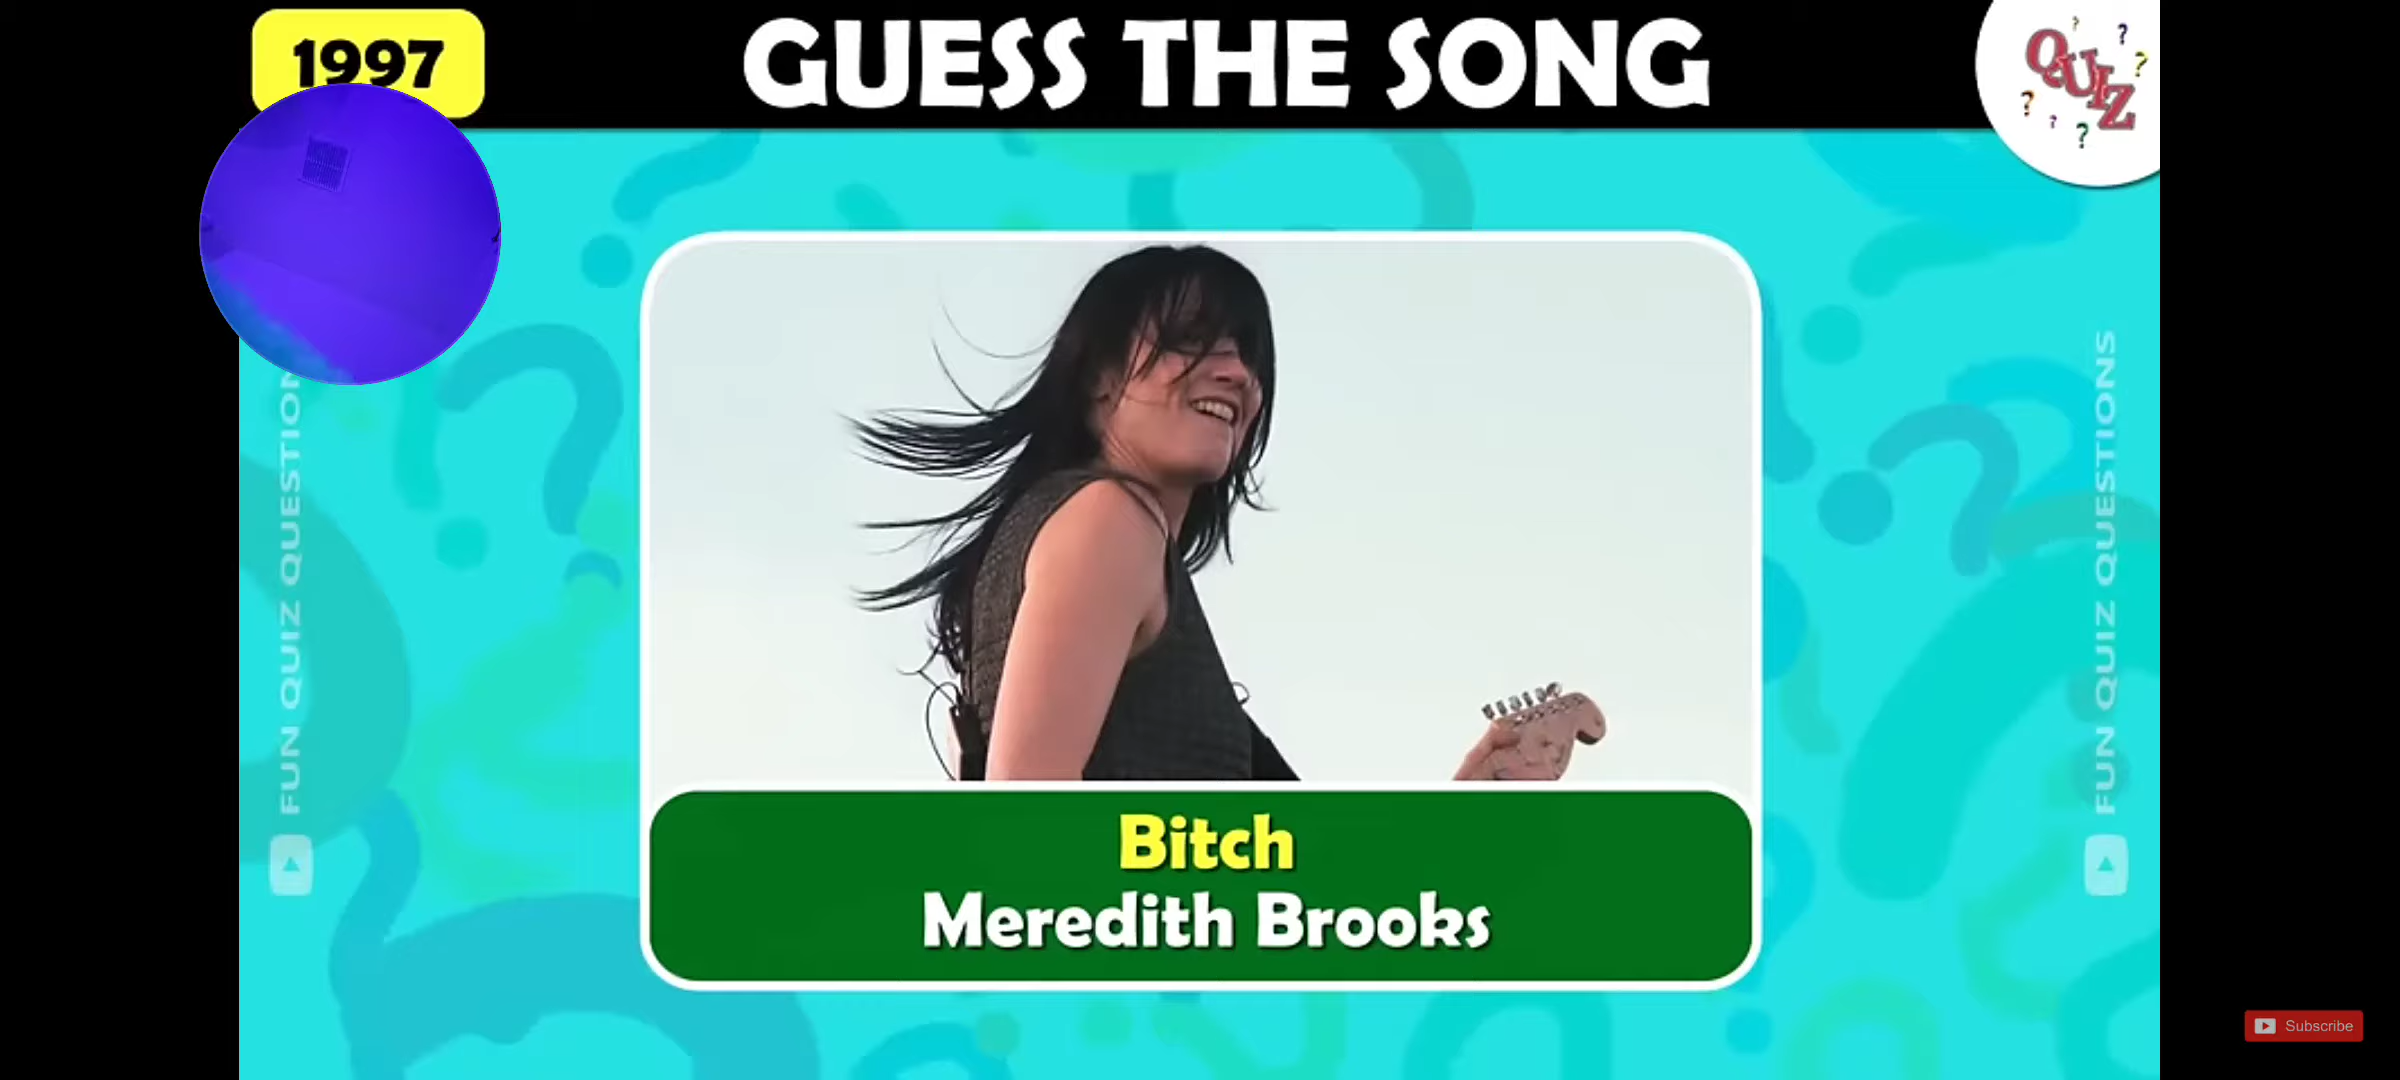 1997
GUESS THE SONG
QUIZ
? ? ? ? ? ?
FUN QUIZ QUESTION
FUN QUIZ QUESTIONS
Bitch
Meredith Brooks
Subscribe